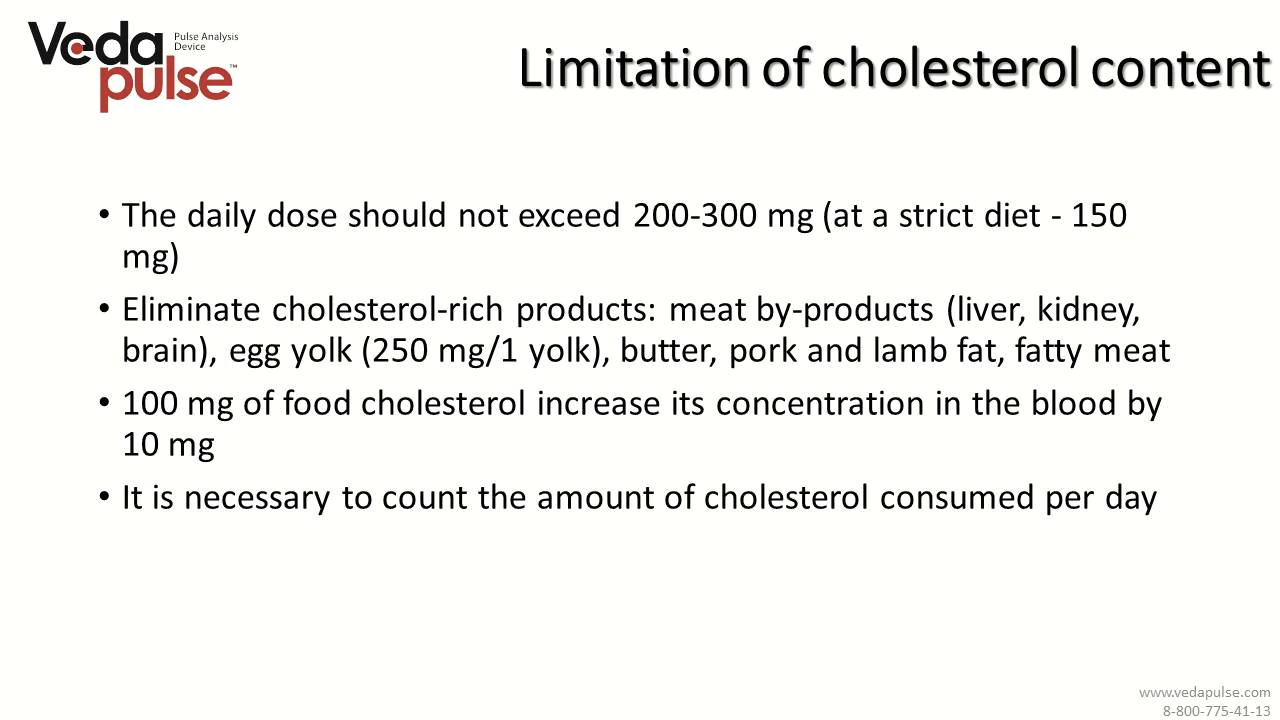 Veda
pulse™
Pulse Analysis
Device
Limitation of cholesterol content
• The daily dose should not exceed 200-300 mg (at a strict diet - 150
mg)
• Eliminate cholesterol-rich products: meat by-products (liver, kidney,
brain), egg yolk (250 mg/1 yolk), butter, pork and lamb fat, fatty meat
• 100 mg of food cholesterol increase its concentration in the blood by
10 mg
• It is necessary to count the amount of cholesterol consumed per day
www.vedapulse.com
8-800-775-41-13